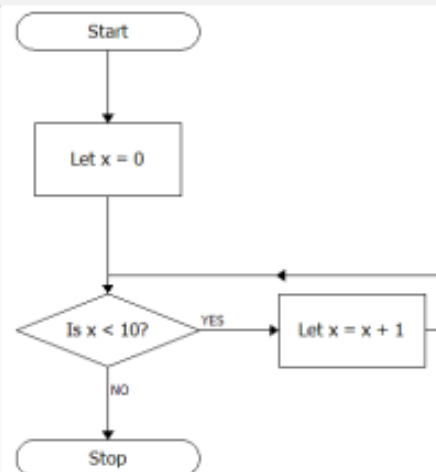 Start
Let x = 0
Is x < 10?
YES
Let x = x + 1
NO
Stop